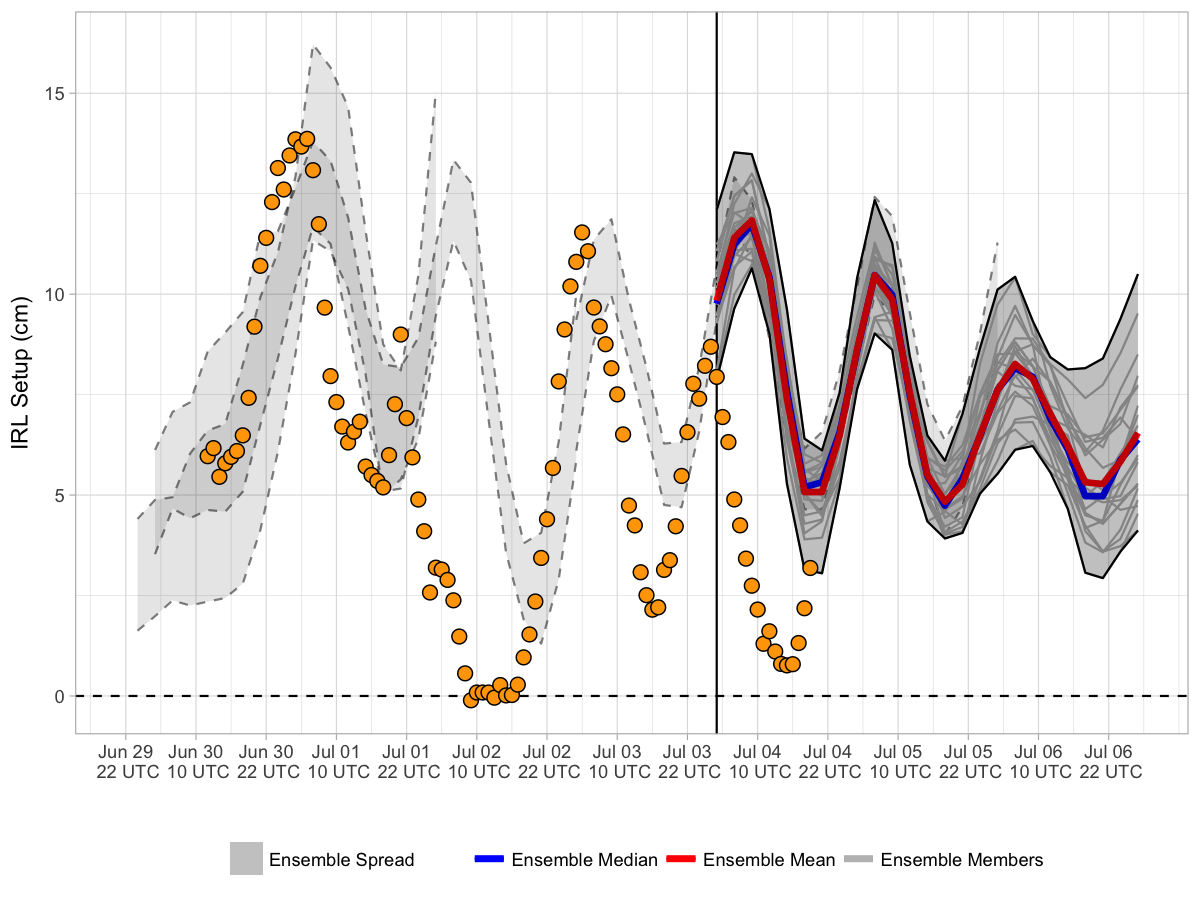 IRL Setup (cm)
15
10
5
0
Jun 29 Jun 30 Jun 30 Jul 01 Jul 01 Jul 02 Jul 02 Jul 03 Jul 03 Jul 04 Jul 04 Jul 05 Jul 05 Jul 06 Jul 06
22 UTC 10 UTC 22 UTC 10 UTC 22 UTC 10 UTC 22 UTC 10 UTC 22 UTC 10 UTC 22 UTC 10 UTC 22 UTC 10 UTC 22 UTC
Ensemble Spread Ensemble Median Ensemble Mean Ensemble Members